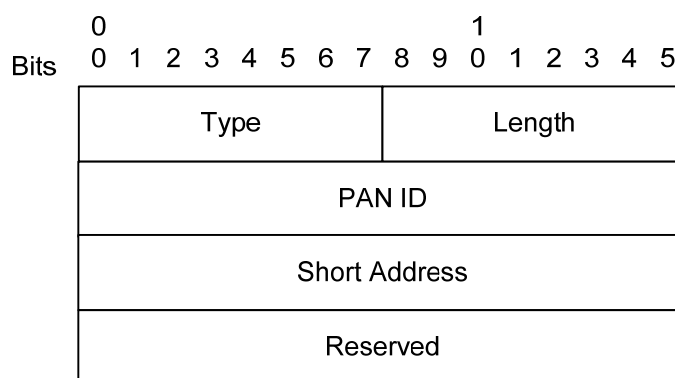 0 1
Bits 0 1 2 3 4 5 6 7 8 9 0 1 2 3 4 5
Type Length
PAN ID
Short Address
Reserved